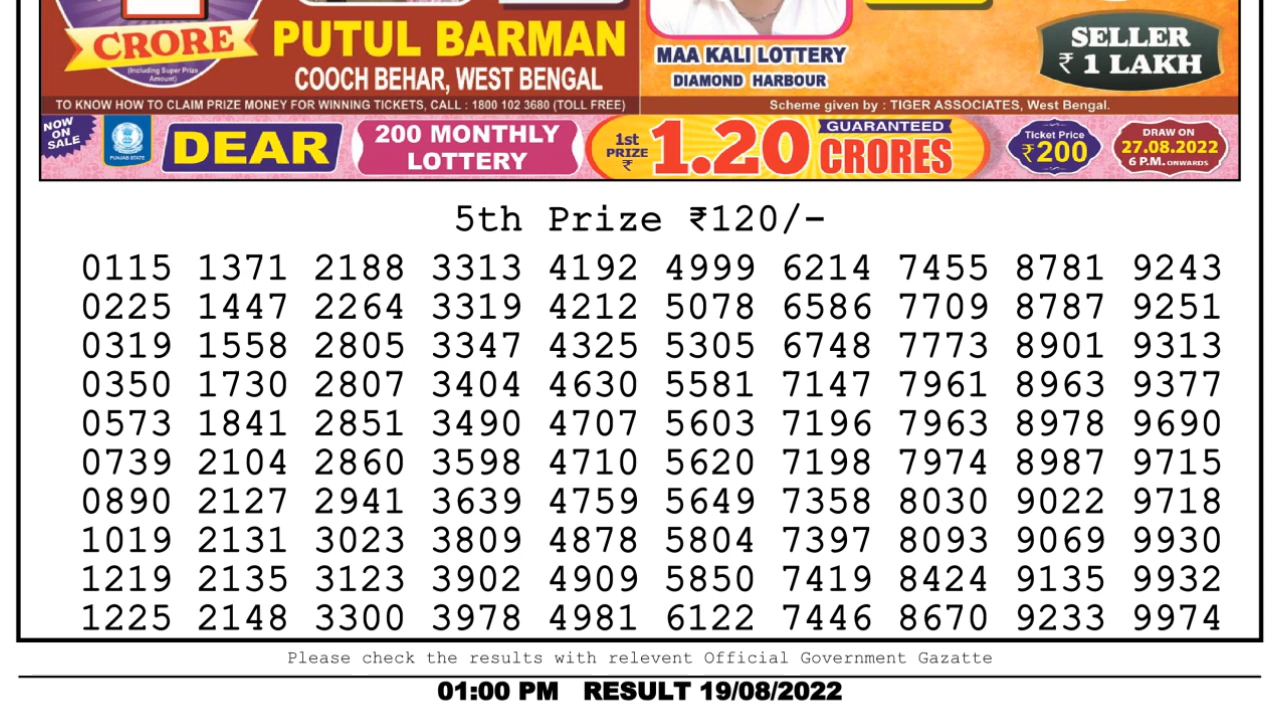 CRORE
(Including Super Prize
Amount)
PUTUL BARMAN
COOCH BEHAR, WEST BENGAL
TO KNOW HOW TO CLAIM PRIZE MONEY FOR WINNING TICKETS, CALL : 1800 102 3680 (TOLL FREE)
MAA KALI LOTTERY
DIAMOND HARBOUR
SELLER
₹ 1 LAKH
Scheme given by : TIGER ASSOCIATES, West Bengal.
NOW
ON
SALE
PUNJAB STATE
DEAR
200 MONTHLY
LOTTERY
1st
PRIZE
₹
1.20
GUARANTEED
CRORES
Ticket Price
₹200
DRAW ON
27.08.2022
6 P.M. ONWARDS
5th Prize ₹120/-
0115 1371 2188 3313 4192 4999 6214 7455 8781 9243
0225 1447 2264 3319 4212 5078 6586 7709 8787 9251
0319 1558 2805 3347 4325 5305 6748 7773 8901 9313
0350 1730 2807 3404 4630 5581 7147 7961 8963 9377
0573 1841 2851 3490 4707 5603 7196 7963 8978 9690
0739 2104 2860 3598 4710 5620 7198 7974 8987 9715
0890 2127 2941 3639 4759 5649 7358 8030 9022 9718
1019 2131 3023 3809 4878 5804 7397 8093 9069 9930
1219 2135 3123 3902 4909 5850 7419 8424 9135 9932
1225 2148 3300 3978 4981 6122 7446 8670 9233 9974
Please check the results with relevent Official Government Gazatte
01:00 PM RESULT 19/08/2022